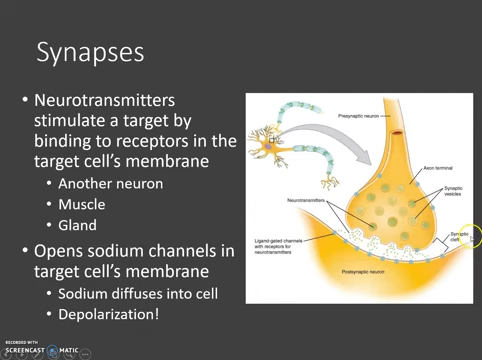 Synapses
• Neurotransmitters
stimulate a target by
binding to receptors in the
target cell's membrane
• Another neuron
• Muscle
• Gland
• Opens sodium channels in
target cell's membrane
• Sodium diffuses into cell
• Depolarization!
Presynaptic neuron
Axon terminal
Synaptic
vesicles
Neurotransmitters
Synaptic
cleft
Ligand-gated channels
with receptors for
neurotransmitters
Postsynaptic neuron
RECORDED WITH
SCREENCAST MATIC